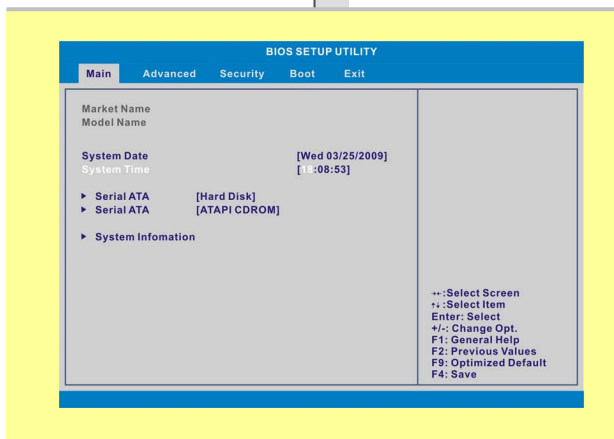 BIOS SETUP UTILITY
Main Advanced Security Boot Exit
Market Name
Model Name
System Date [Wed 03/25/2009]
System Time [18:08:53]
▶ Serial ATA [Hard Disk]
▶ Serial ATA [ATAPI CDROM]
▶ System Infomation
→←:Select Screen
↑↓:Select Item
Enter: Select
+/-: Change Opt.
F1: General Help
F2: Previous Values
F9: Optimized Default
F4: Save